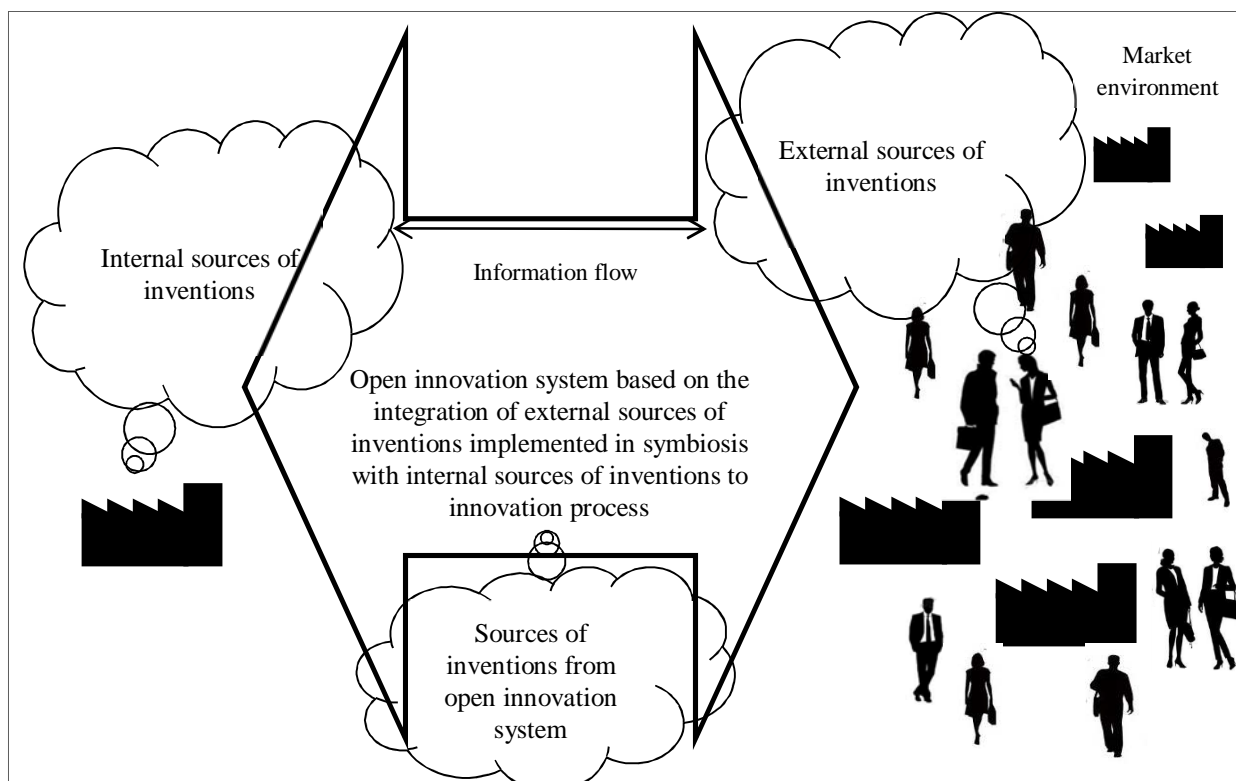 Market
environment
External sources of
inventions
Internal sources of
inventions
Information flow
Open innovation system based on the
integration of external sources of
inventions implemented in symbiosis
with internal sources of inventions to
innovation process
Sources of
inventions from
open innovation
system